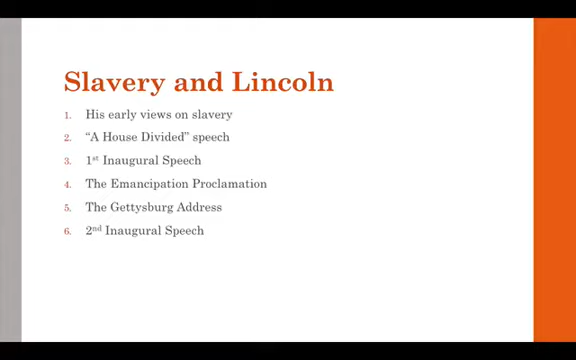 Slavery and Lincoln
1. His early views on slavery
2. “A House Divided” speech
3. 1st Inaugural Speech
4. The Emancipation Proclamation
5. The Gettysburg Address
6. 2nd Inaugural Speech